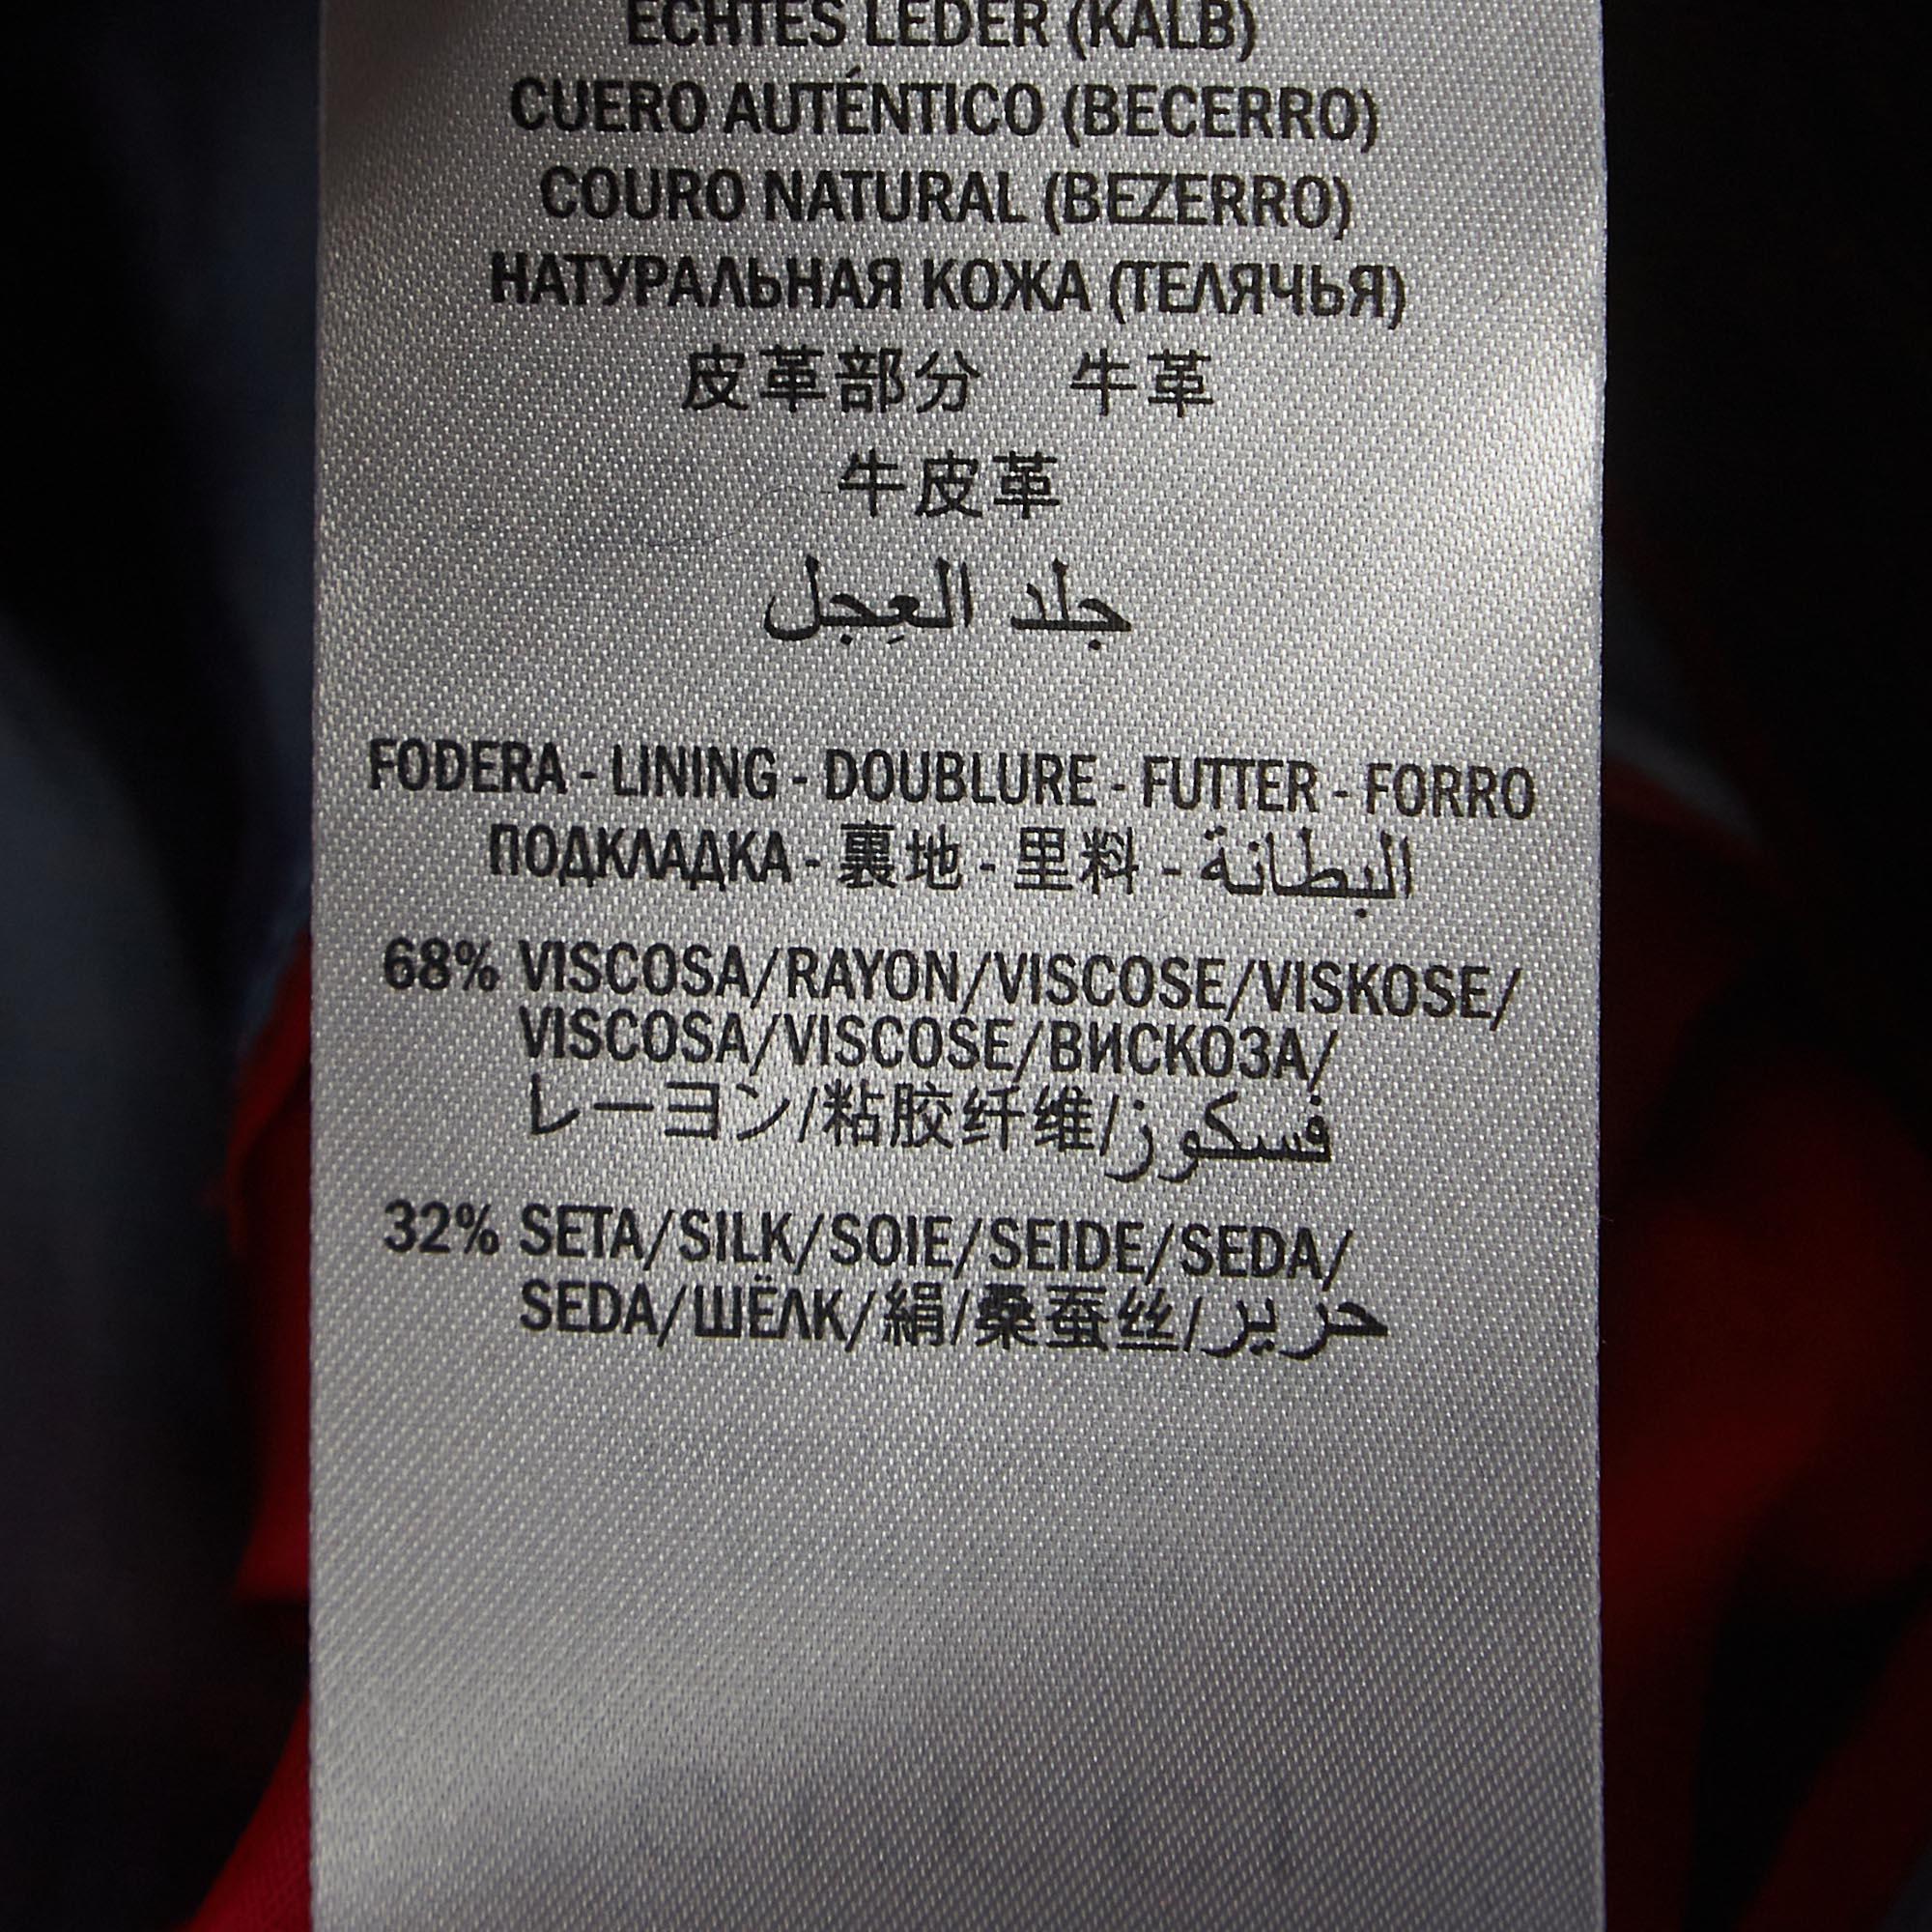 ECHTES LEDER (KALB)
CUERO AUTÉNTICO (BECERRO)
COURO NATURAL (BEZERRO)
НАТУРАЛЬНАЯ КОЖА (ТЕЛЯЧЬЯ)
皮革部分 牛革
牛皮革
جلد العِجل
FODERA - LINING - DOUBLURE - FUTTER - FORRO
ПОДКЛАДКА - 裏地 - 里料 - البطانة
68% VISCOSA/RAYON/VISCOSE/VISKOSE/
VISCOSA/VISCOSE/ВИСКОЗА/
レーヨン/粘胶纤维/فسكوز
32% SETA/SILK/SOIE/SEIDE/SEDA/
SEDA/ШЁЛК/絹/桑蚕丝/حرير